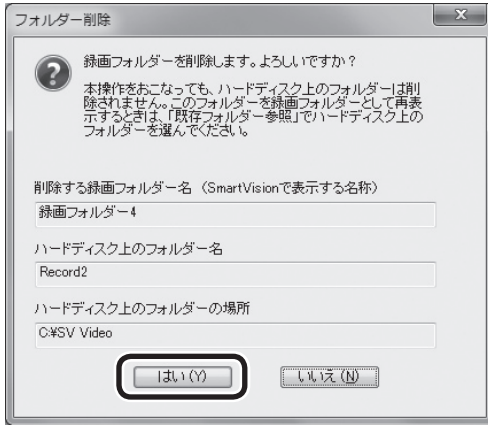 フォルダー削除
x
録画フォルダーを削除します。よろしいですか?
本操作をおこなっても、ハードディスク上のフォルダーは削
除されません。このフォルダーを録画フォルダーとして再表
示するときは、「既存フォルダー参照」でハードディスク上の
フォルダーを選んでください。
削除する録画フォルダー名 (SmartVisionで表示する名称)
録画フォルダー4
ハードディスク上のフォルダー名
Record2
ハードディスク上のフォルダーの場所
C:¥SV Video
はい(Y) いいえ(N)